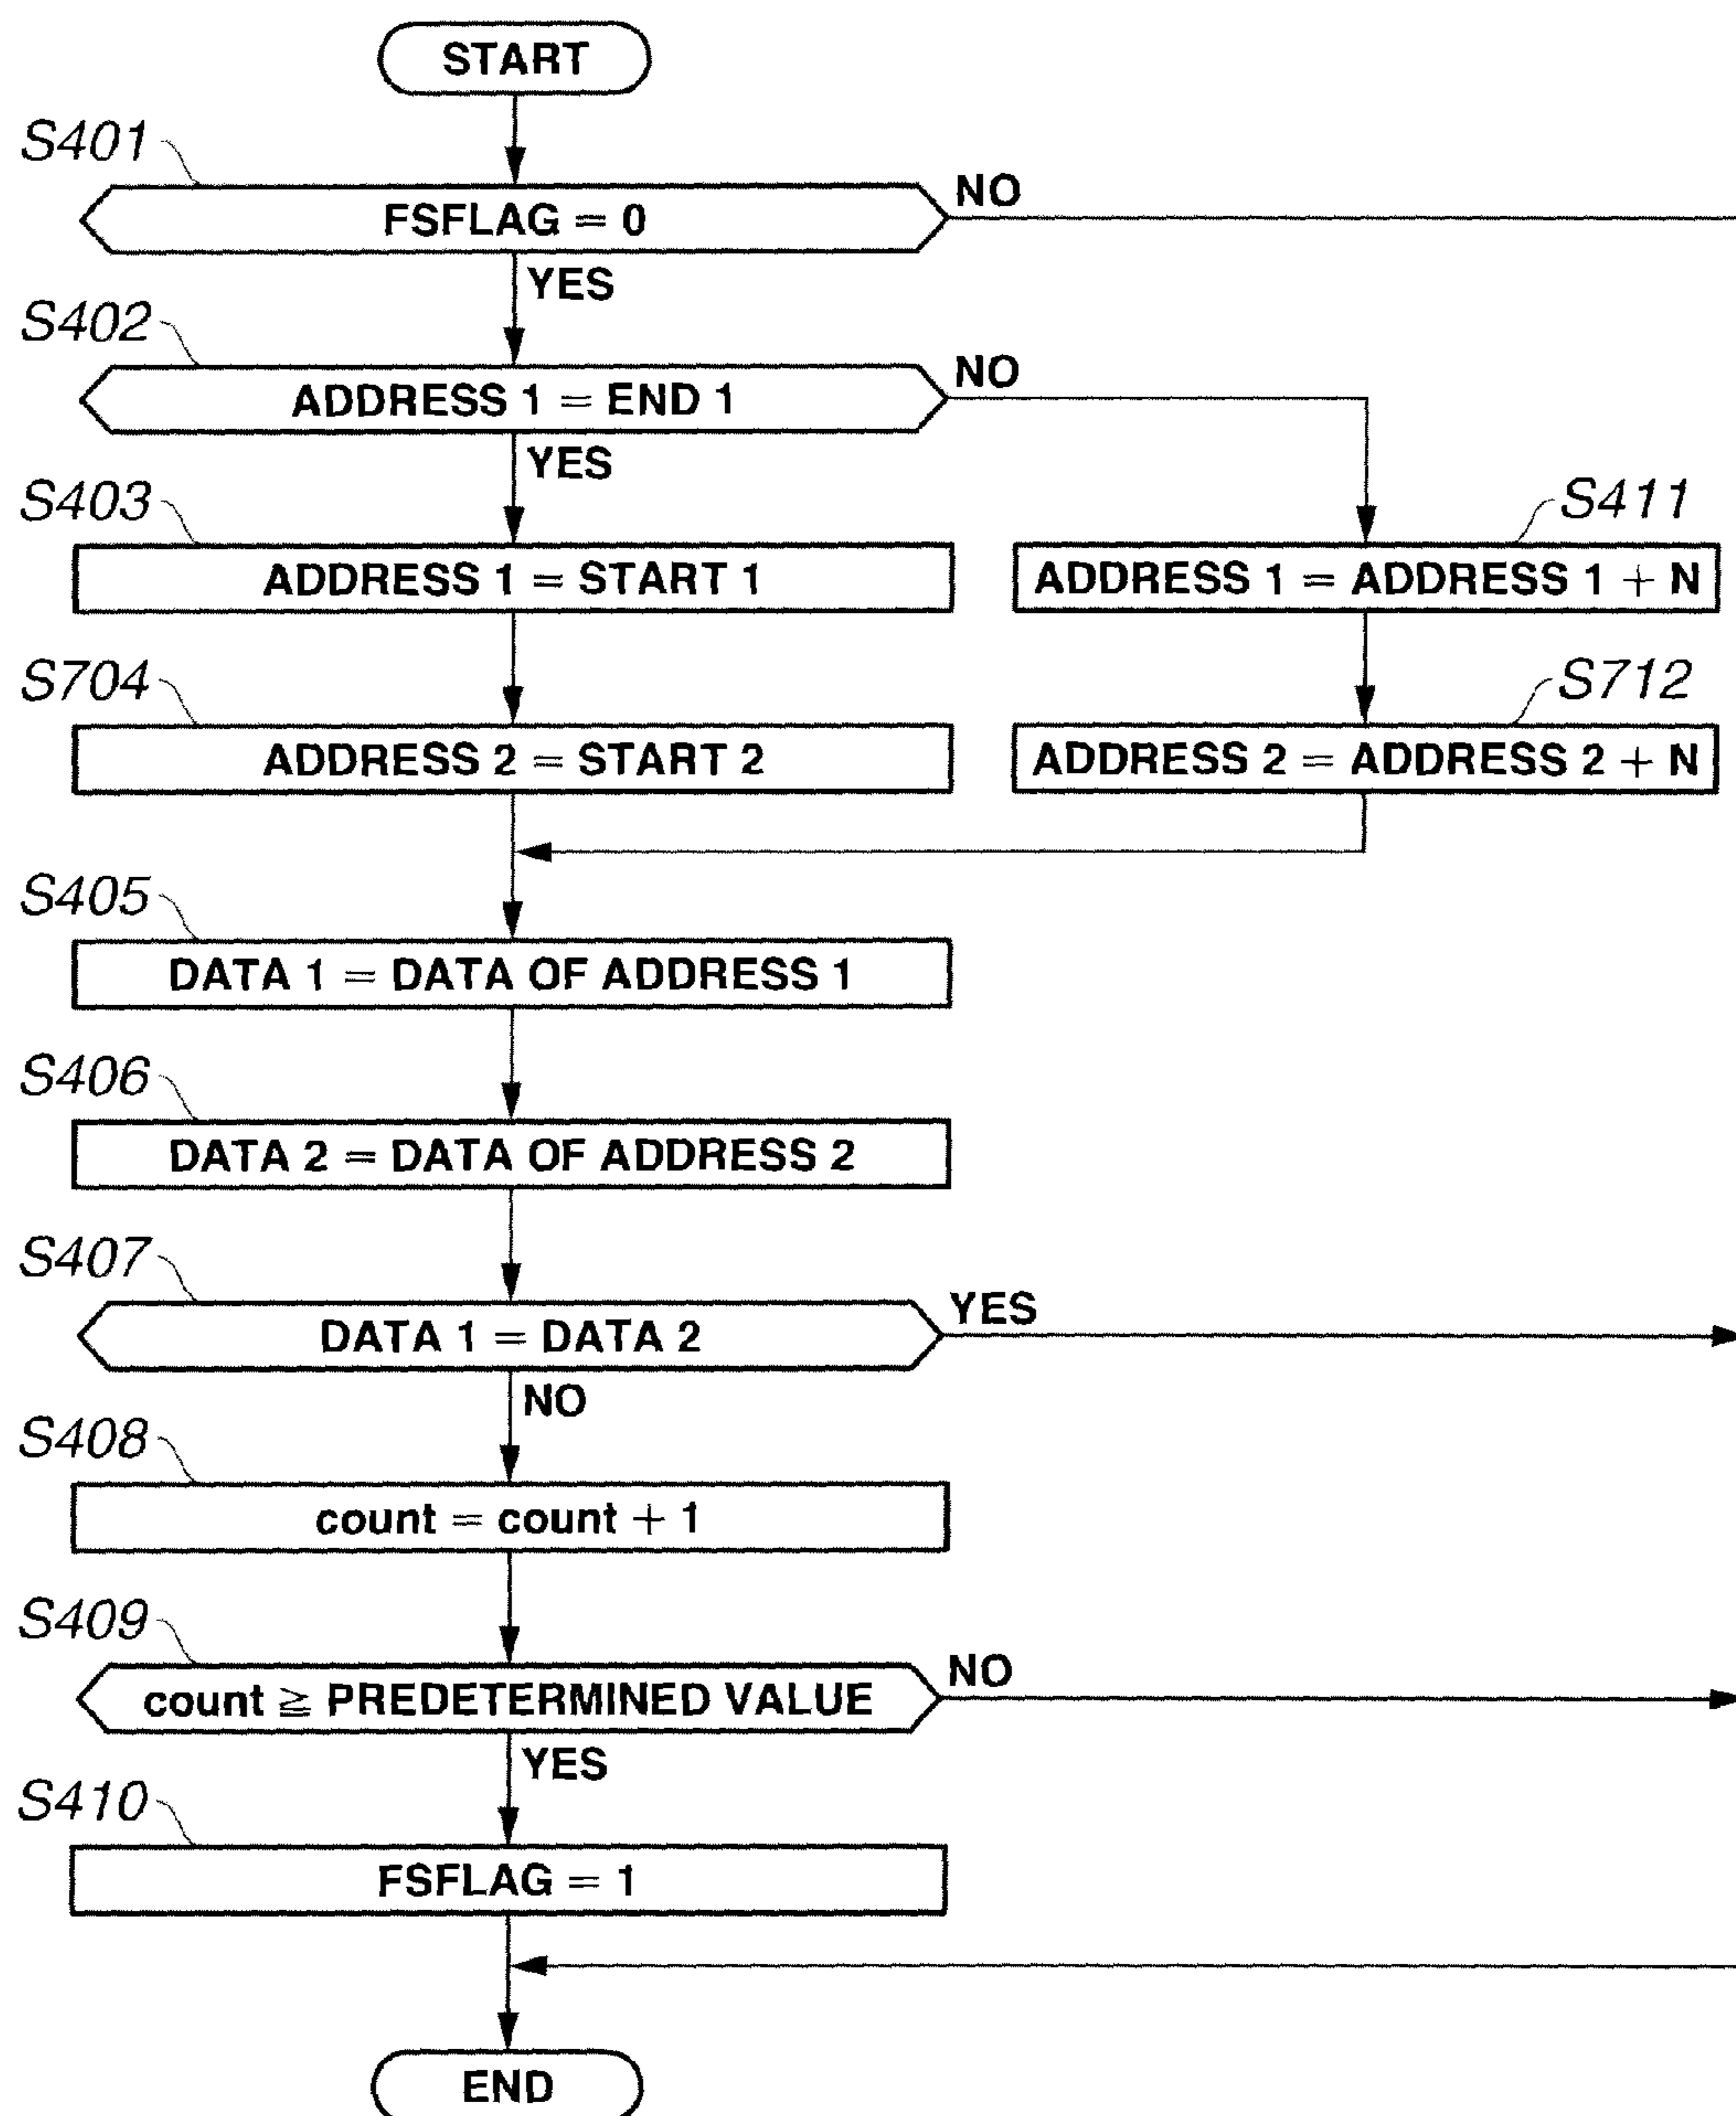 START
S401
FSFLAG = 0
NO
YES
S402
ADDRESS 1 = END 1
NO
YES
S403
ADDRESS 1 = START 1
S411
ADDRESS 1 = ADDRESS 1 + N
S704
ADDRESS 2 = START 2
S712
ADDRESS 2 = ADDRESS 2 + N
S405
DATA 1 = DATA OF ADDRESS 1
S406
DATA 2 = DATA OF ADDRESS 2
S407
DATA 1 = DATA 2
YES
NO
S408
count = count + 1
S409
count ≧ PREDETERMINED VALUE
NO
YES
S410
FSFLAG = 1
END